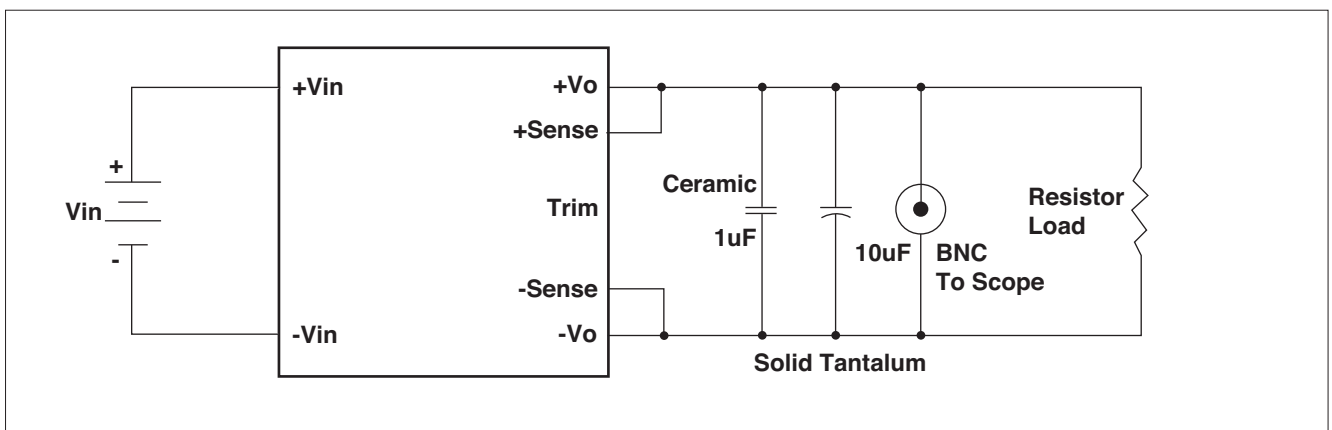 +Vin
+Vo
+Sense
+
Vin
-
Trim
Ceramic
1uF
10uF
BNC
To Scope
Resistor
Load
-Sense
-Vin
-Vo
Solid Tantalum